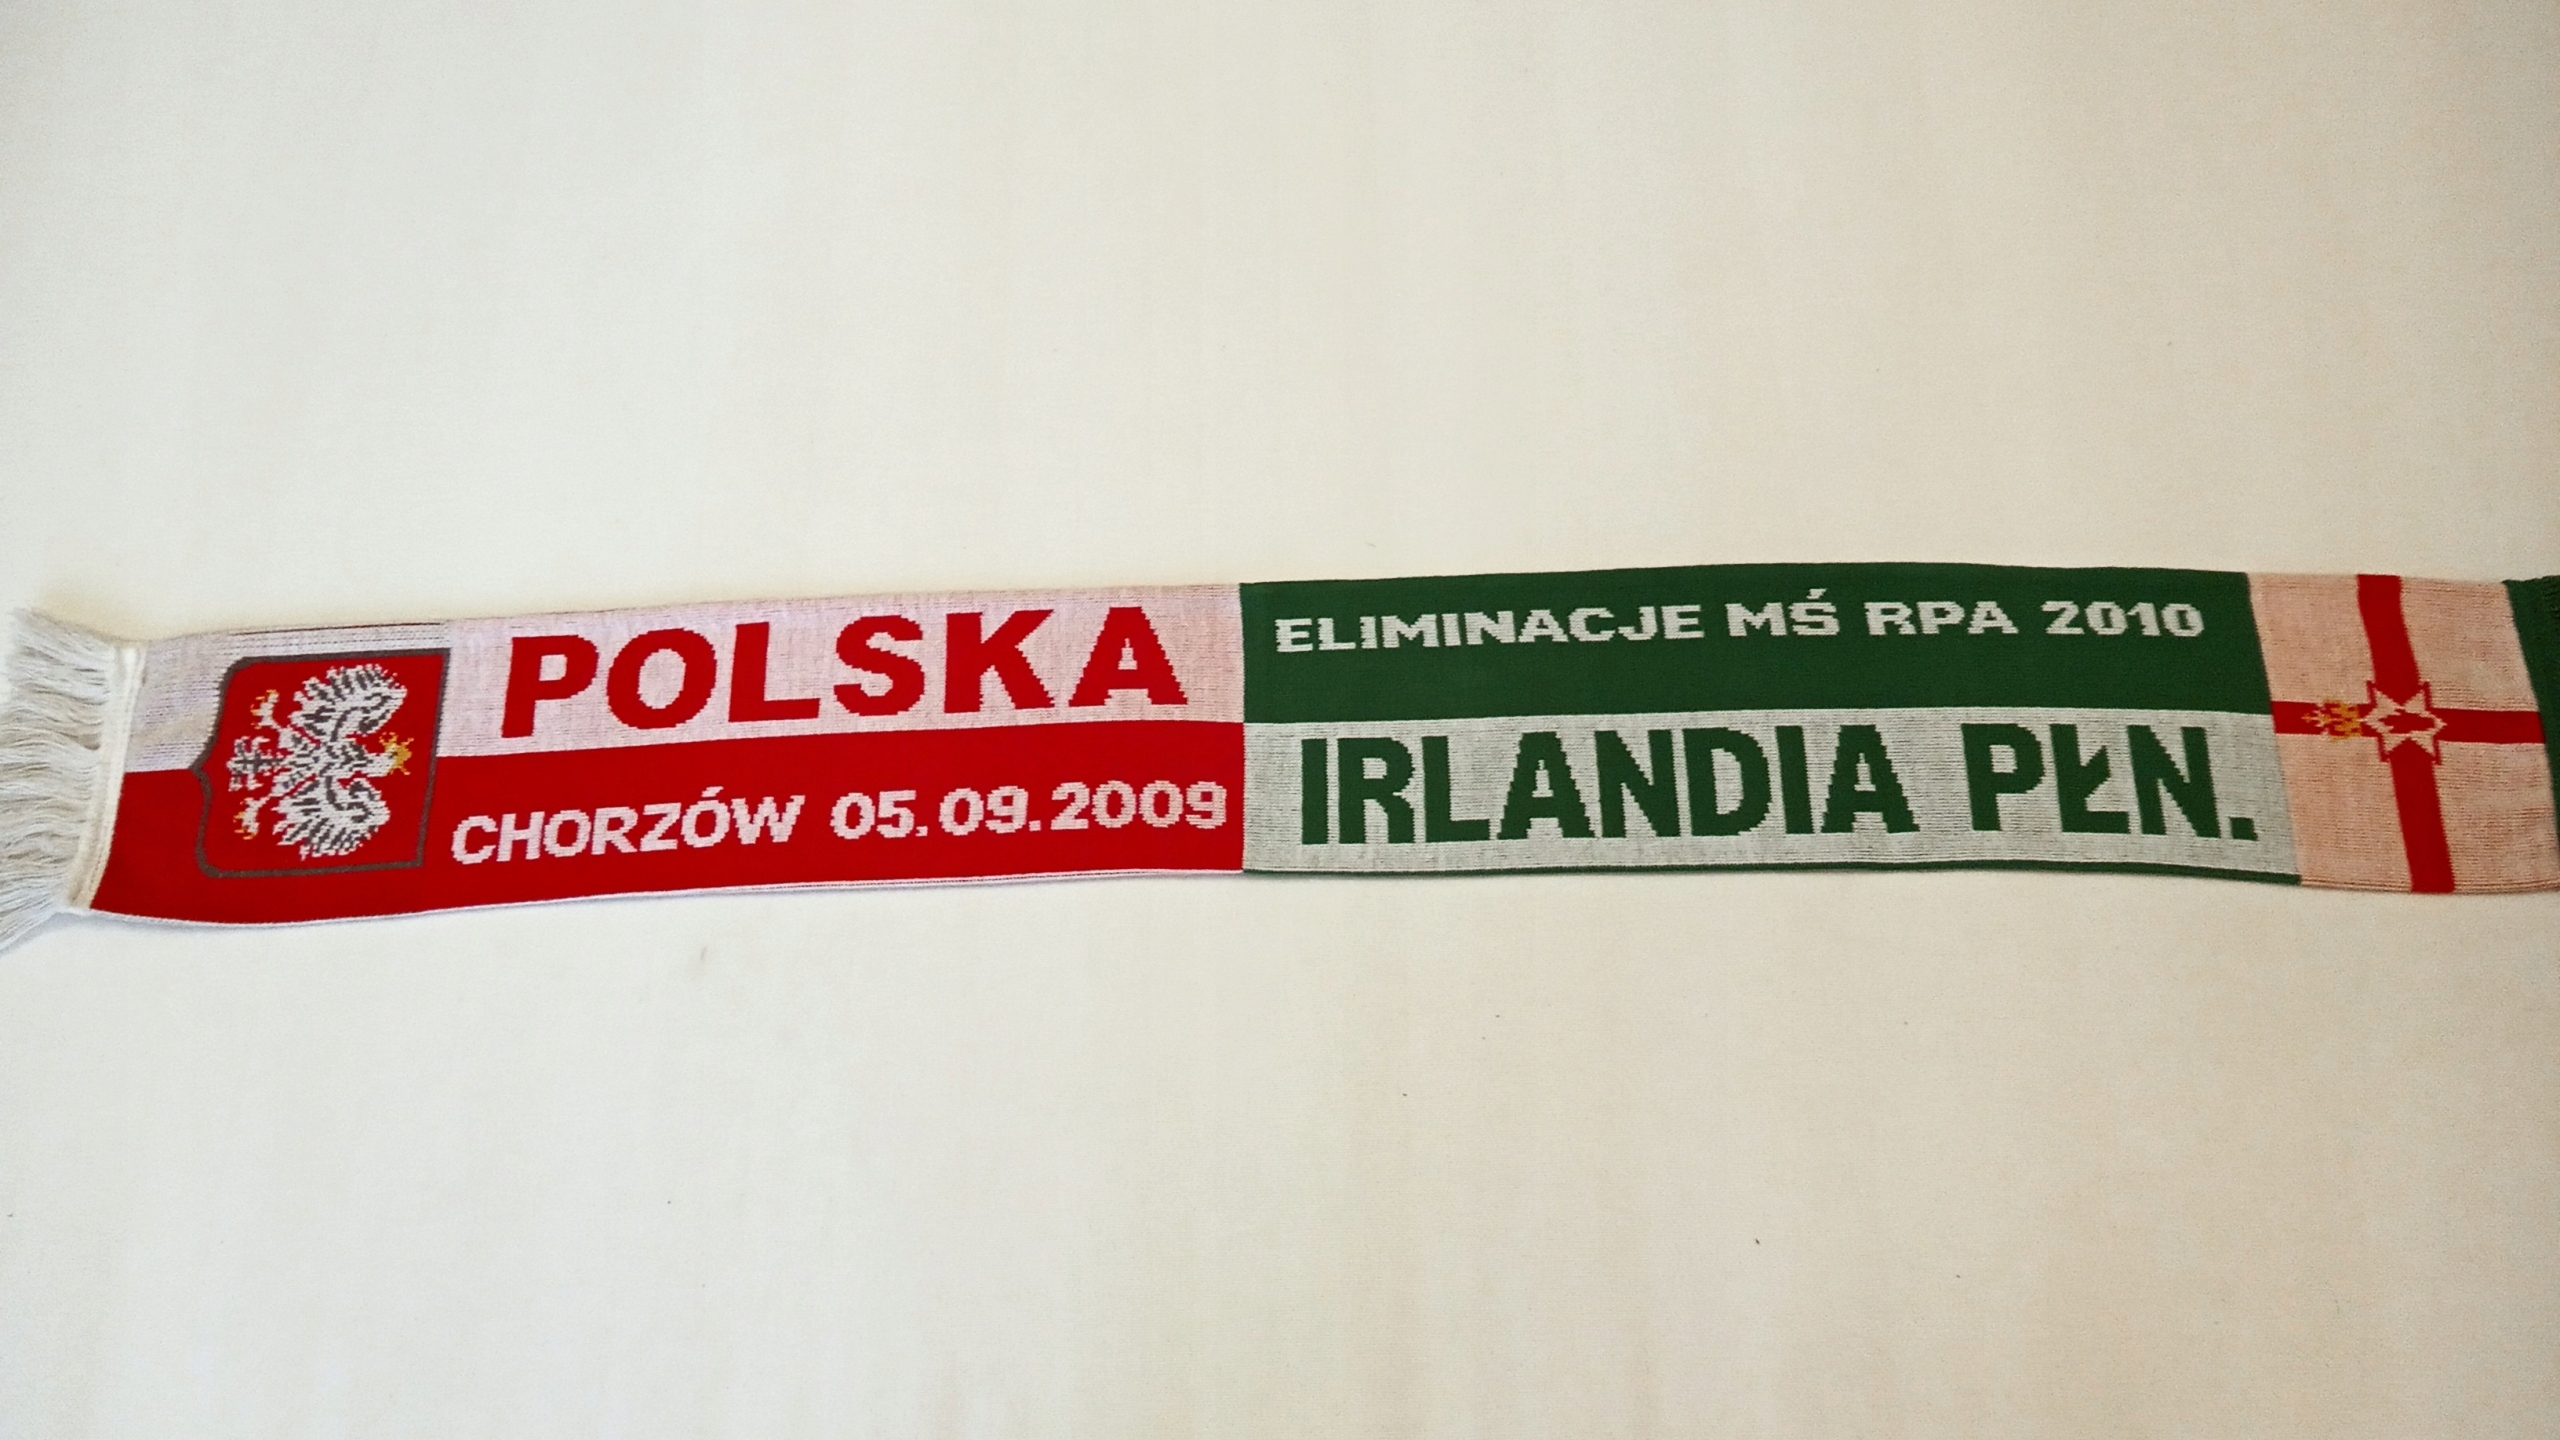 POLSKA
CHORZÓW 05.09.2009
ELIMINACJE MŚ RPA 2010
IRLANDIA PŁN.